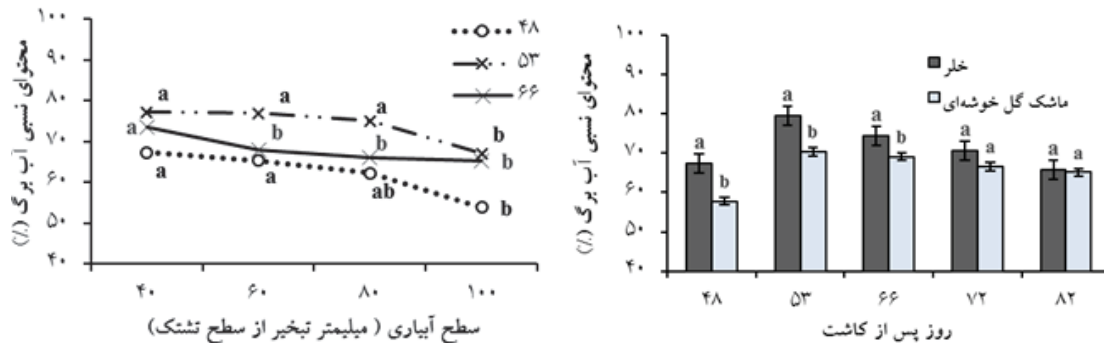 محتوای نسبی آب برگ (٪)
۱۰۰
۹۰
۸۰
۷۰
۶۰
۵۰
۴۰
۴۸
۵۳
۶۶
a
a
a
b
a
b
b
b
a
a
ab
b
۴۰ ۶۰ ۸۰ ۱۰۰
سطح آبیاری ( میلیمتر تبخیر از سطح تشتک)
محتوای نسبی آب برگ (٪)
۱۰۰
۹۰
۸۰
۷۰
۶۰
۵۰
۴۰
خلر
ماشک گل خوشه‌ای
a b a b a b a a a a
۴۸ ۵۳ ۶۶ ۷۲ ۸۲
روز پس از کاشت